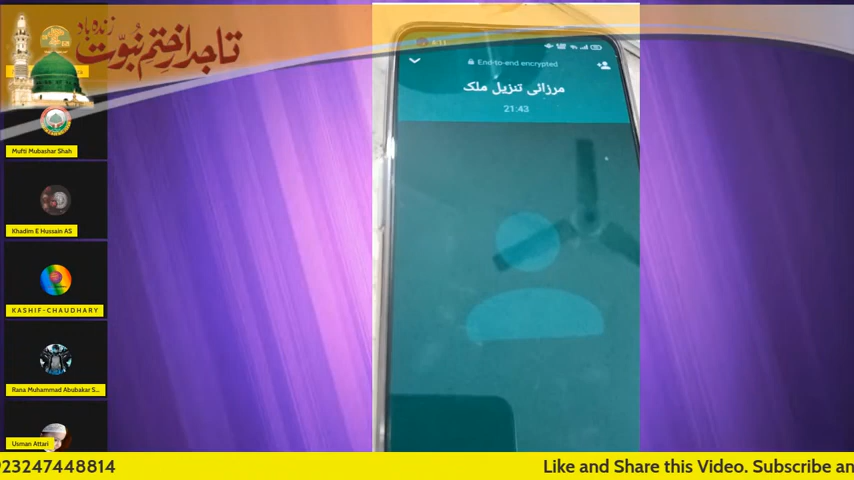 تاجدارِ ختمِ نبوّت زندہ باد
Mufti Mubashar Shah
Khadim E Hussain AS
KASHIF-CHAUDHARY
Rana Muhammad Abubakar S...
Usman Attari
End-to-end encrypted
مرزائی تنزیل ملک
21:43
923247448814
Like and Share this Video. Subscribe an